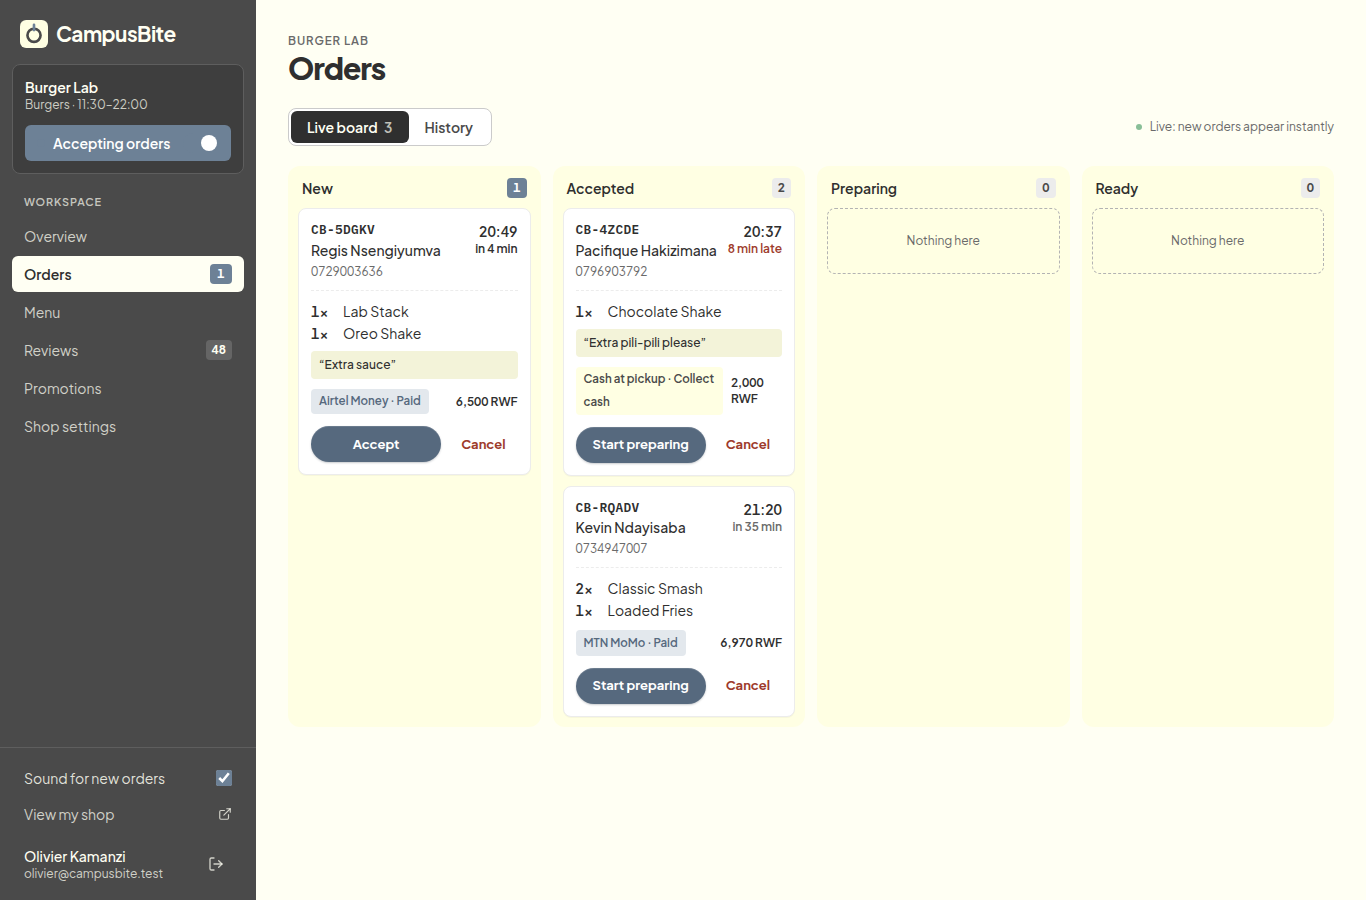 CampusBite
Burger Lab
Burgers · 11:30–22:00
Accepting orders
WORKSPACE
Overview
Orders 1
Menu
Reviews 48
Promotions
Shop settings
Sound for new orders
View my shop
Olivier Kamanzi
olivier@campusbite.test
BURGER LAB
Orders
Live board 3 History
Live: new orders appear instantly
New 1
CB-5DGKV 20:49
Regis Nsengiyumva in 4 min
0729003636
1× Lab Stack
1× Oreo Shake
“Extra sauce”
Airtel Money · Paid 6,500 RWF
Accept Cancel
Accepted 2
CB-4ZCDE 20:37
Pacifique Hakizimana 8 min late
0796903792
1× Chocolate Shake
“Extra pili-pili please”
Cash at pickup · Collect cash
2,000 RWF
Start preparing Cancel
CB-RQADV 21:20
Kevin Ndayisaba in 35 min
0734947007
2× Classic Smash
1× Loaded Fries
MTN MoMo · Paid 6,970 RWF
Start preparing Cancel
Preparing 0
Nothing here
Ready 0
Nothing here